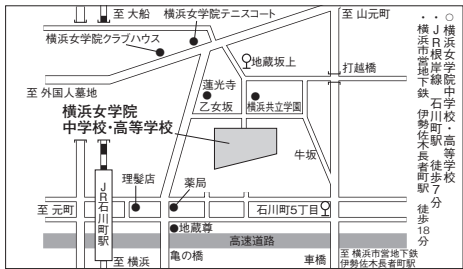 ○横浜女学院中学校・高等学校
・JR根岸線 石川町駅 徒歩7分
・横浜市営地下鉄 伊勢佐木長者町駅 徒歩18分
至 大船
横浜女学院テニスコート
至 山元町
横浜女学院クラブハウス
地蔵坂上
打越橋
至 外国人墓地
蓮光寺
乙女坂
横浜共立学園
横浜女学院
中学校・高等学校
牛坂
理髪店
薬局
JR石川町駅
至 元町
石川町5丁目
地蔵尊
高速道路
至 横浜
亀の橋
車橋
至 横浜市営地下鉄
伊勢佐木長者町駅